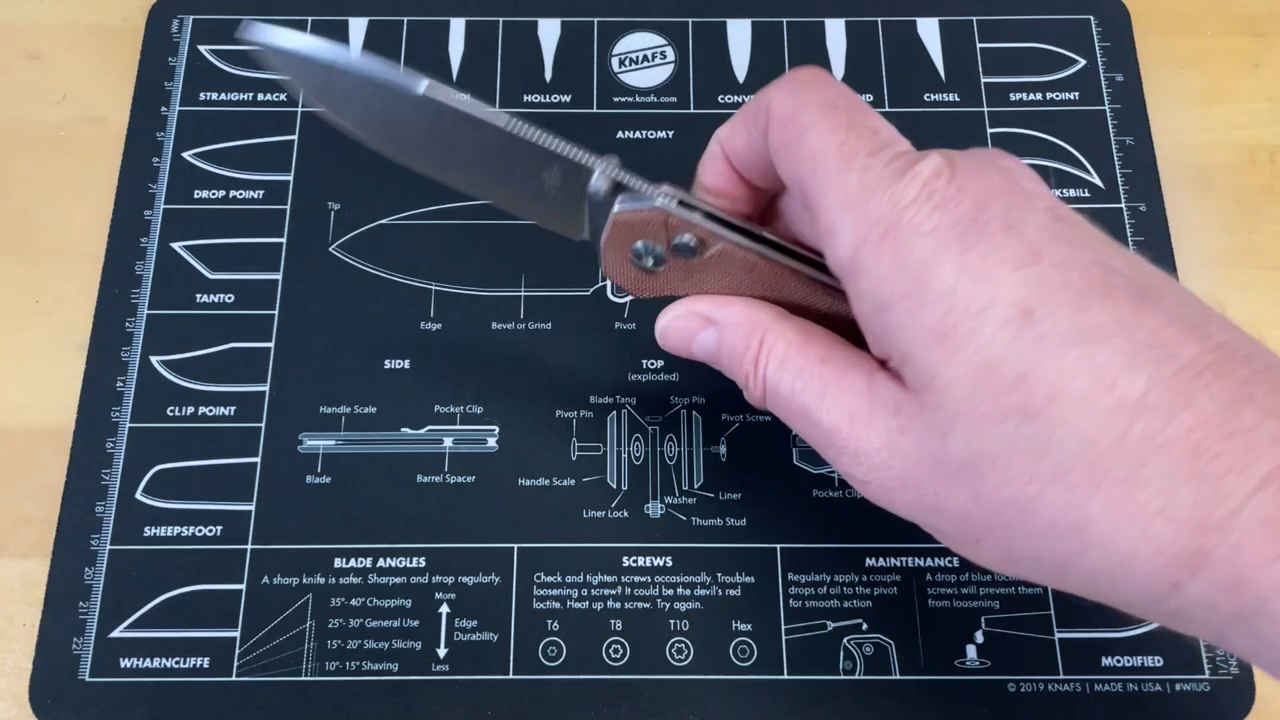 MM
STRAIGHT BACK
HOLLOW
KNAFS
www.knafs.com
CHISEL
SPEAR POINT
DROP POINT
ANATOMY
Tip
TANTO
Edge
Bevel or Grind
Pivot
CLIP POINT
SIDE
Handle Scale
Pocket Clip
Blade
Barrel Spacer
TOP
(exploded)
Blade Tang
Stop Pin
Pivot Pin
Pivot Screw
Handle Scale
Washer
Liner
Liner Lock
Thumb Stud
SHEEPSFOOT
WHARNCLIFFE
BLADE ANGLES
A sharp knife is safer. Sharpen and strop regularly.
35°- 40° Chopping
25°- 30° General Use
15°- 20° Slicey Slicing
10°- 15° Shaving
More
Edge
Durability
Less
SCREWS
Check and tighten screws occasionally. Troubles
loosening a screw? It could be the devil's red
loctite. Heat up the screw. Try again.
T6 T8 T10 Hex
MAINTENANCE
Regularly apply a couple
drops of oil to the pivot
for smooth action
A drop of blue
screws will prevent them
from loosening
MODIFIED
© 2019 KNAFS | MADE IN USA | #WIUG